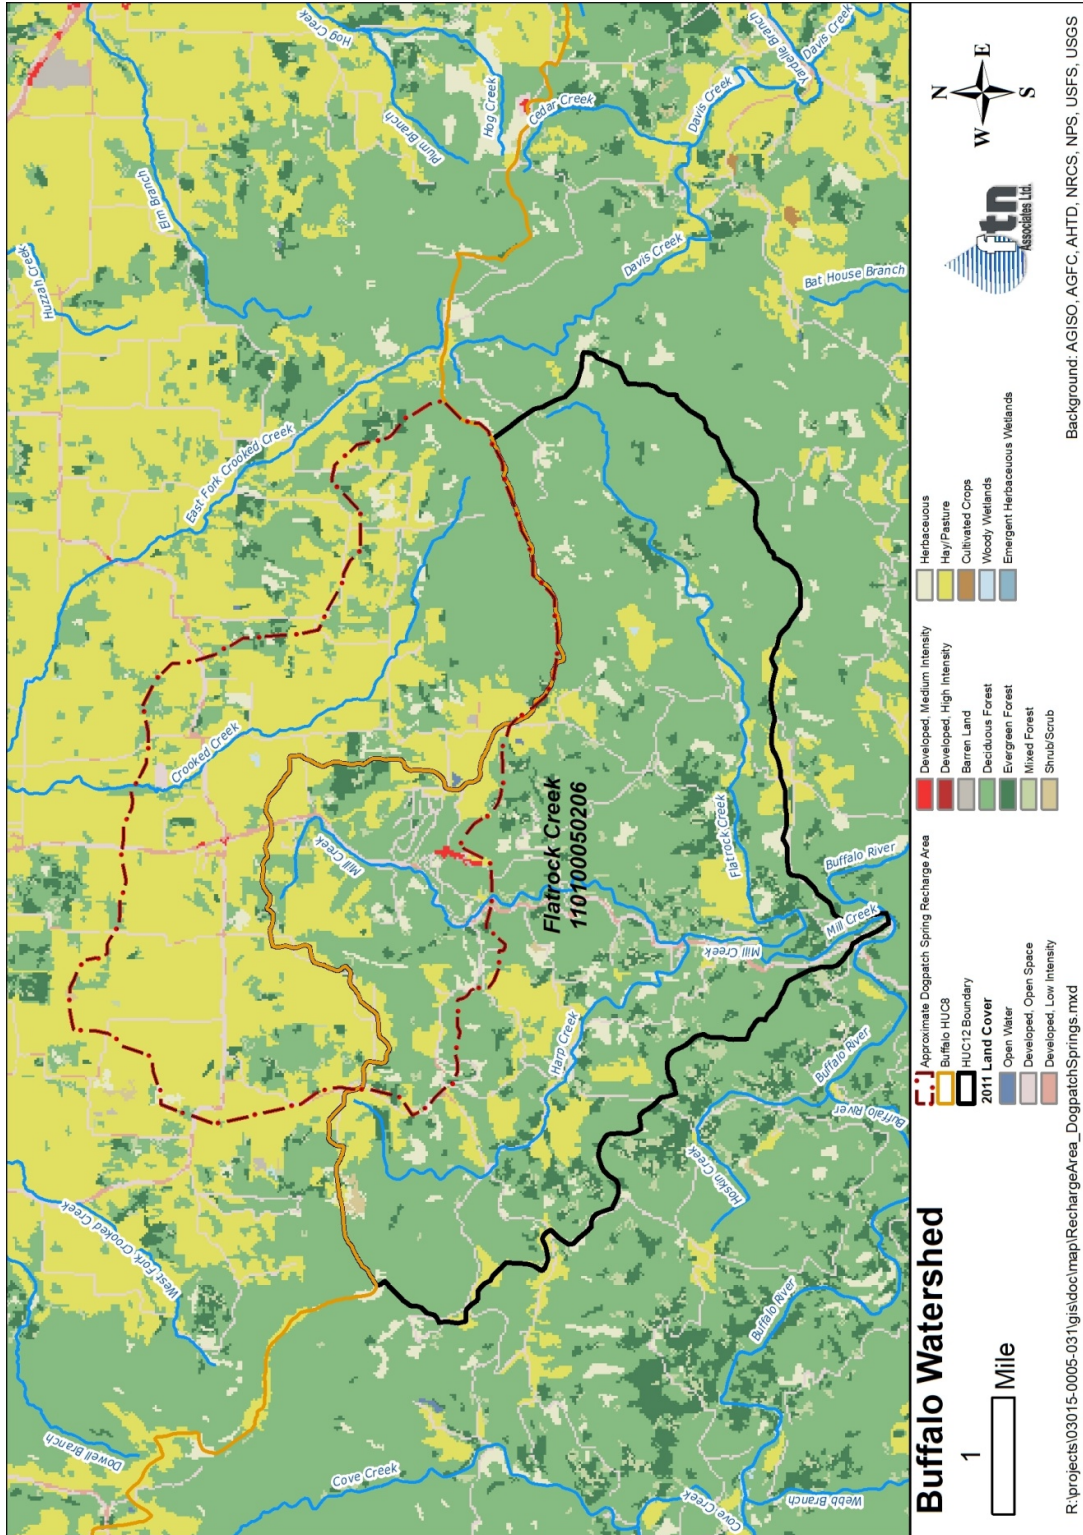 Hog Creek
Hog Creek
Plum Branch
Cedar Creek
Yardelle Branch
Davis Creek
Davis Creek
Davis Creek
Bat House Branch
Elm Branch
Huzzah Creek
East Fork Crooked Creek
Crooked Creek
Mill Creek
Flatrock Creek
1101000050206
Flatrock Creek
Mill Creek
Mill Creek
Buffalo River
Harp Creek
Buffalo River
Buffalo River
Hoskin Creek
West Fork Crooked Creek
Dowell Branch
Cove Creek
Buffalo River
Cove Creek
Webb Branch
Buffalo Watershed
1
Mile
Approximate Dogpatch Spring Recharge Area
Buffalo HUC8
HUC12 Boundary
2011 Land Cover
Open Water
Developed, Open Space
Developed, Low Intensity
Developed, Medium Intensity
Developed, High Intensity
Barren Land
Deciduous Forest
Evergreen Forest
Mixed Forest
Shrub/Scrub
Herbaceous
Hay/Pasture
Cultivated Crops
Woody Wetlands
Emergent Herbaceous Wetlands
ftn
Associates Ltd.
N
W
E
S
R:\projects\03015-0005-031\gis\doc\map\RechargeArea_DogpatchSprings.mxd
Background: AGISO, AGFC, AHTD, NRCS, NPS, USFS, USGS